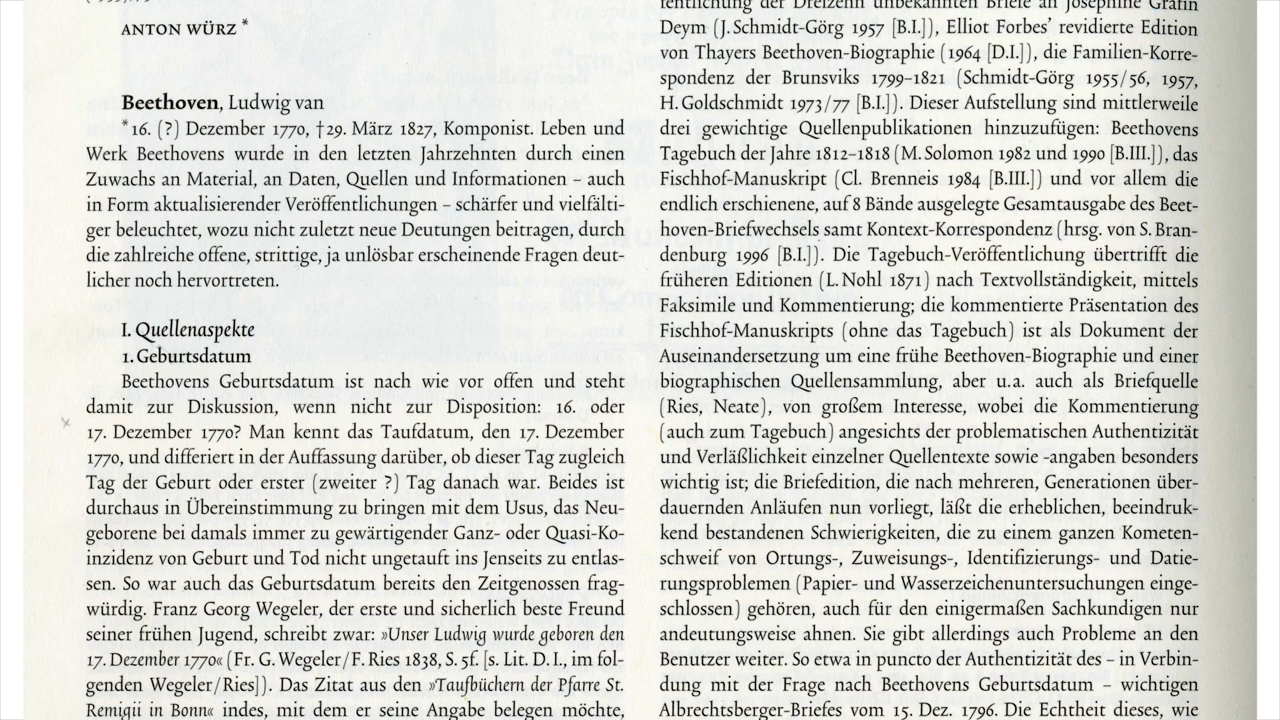 ANTON WÜRZ *
Beethoven, Ludwig van
*16. (?) Dezember 1770, †29. März 1827, Komponist. Leben und
Werk Beethovens wurde in den letzten Jahrzehnten durch einen
Zuwachs an Material, an Daten, Quellen und Informationen – auch
in Form aktualisierender Veröffentlichungen – schärfer und vielfälti-
ger beleuchtet, wozu nicht zuletzt neue Deutungen beitragen, durch
die zahlreiche offene, strittige, ja unlösbar erscheinende Fragen deut-
licher noch hervortreten.
I. Quellenaspekte
1. Geburtsdatum
Beethovens Geburtsdatum ist nach wie vor offen und steht
damit zur Diskussion, wenn nicht zur Disposition: 16. oder
17. Dezember 1770? Man kennt das Taufdatum, den 17. Dezember
1770, und differiert in der Auffassung darüber, ob dieser Tag zugleich
Tag der Geburt oder erster (zweiter ?) Tag danach war. Beides ist
durchaus in Übereinstimmung zu bringen mit dem Usus, das Neu-
geborene bei damals immer zu gewärtigender Ganz- oder Quasi-Ko-
inzidenz von Geburt und Tod nicht ungetauft ins Jenseits zu entlas-
sen. So war auch das Geburtsdatum bereits den Zeitgenossen frag-
würdig. Franz Georg Wegeler, der erste und sicherlich beste Freund
seiner frühen Jugend, schreibt zwar: »Unser Ludwig wurde geboren den
17. Dezember 1770« (Fr. G. Wegeler/F. Ries 1838, S. 5f. [s. Lit. D. I., im fol-
genden Wegeler/Ries]). Das Zitat aus den »Taufbüchern der Pfarre St.
Remigii in Bonn« indes, mit dem er seine Angabe belegen möchte,
fentlichung der Dreizehn unbekannten Briefe an Josephine Gräfin
Deym (J. Schmidt-Görg 1957 [B.I.]), Elliot Forbes' revidierte Edition
von Thayers Beethoven-Biographie (1964 [D.I.]), die Familien-Korre-
spondenz der Brunsviks 1799–1821 (Schmidt-Görg 1955/56, 1957,
H. Goldschmidt 1973/77 [B.I.]). Dieser Aufstellung sind mittlerweile
drei gewichtige Quellenpublikationen hinzuzufügen: Beethovens
Tagebuch der Jahre 1812–1818 (M. Solomon 1982 und 1990 [B.III.]), das
Fischhof-Manuskript (Cl. Brenneis 1984 [B.III.]) und vor allem die
endlich erschienene, auf 8 Bände ausgelegte Gesamtausgabe des Beet-
hoven-Briefwechsels samt Kontext-Korrespondenz (hrsg. von S. Bran-
denburg 1996 [B.I.]). Die Tagebuch-Veröffentlichung übertrifft die
früheren Editionen (L. Nohl 1871) nach Textvollständigkeit, mittels
Faksimile und Kommentierung; die kommentierte Präsentation des
Fischhof-Manuskripts (ohne das Tagebuch) ist als Dokument der
Auseinandersetzung um eine frühe Beethoven-Biographie und einer
biographischen Quellensammlung, aber u.a. auch als Briefquelle
(Ries, Neate), von großem Interesse, wobei die Kommentierung
(auch zum Tagebuch) angesichts der problematischen Authentizität
und Verläßlichkeit einzelner Quellentexte sowie -angaben besonders
wichtig ist; die Briefedition, die nach mehreren, Generationen über-
dauernden Anläufen nun vorliegt, läßt die erheblichen, beeindruk-
kend bestandenen Schwierigkeiten, die zu einem ganzen Kometen-
schweif von Ortungs-, Zuweisungs-, Identifizierungs- und Datie-
rungsproblemen (Papier- und Wasserzeichenuntersuchungen einge-
schlossen) gehören, auch für den einigermaßen Sachkundigen nur
andeutungsweise ahnen. Sie gibt allerdings auch Probleme an den
Benutzer weiter. So etwa in puncto der Authentizität des – in Verbin-
dung mit der Frage nach Beethovens Geburtsdatum – wichtigen
Albrechtsberger-Briefes vom 15. Dez. 1796. Die Echtheit dieses, wie